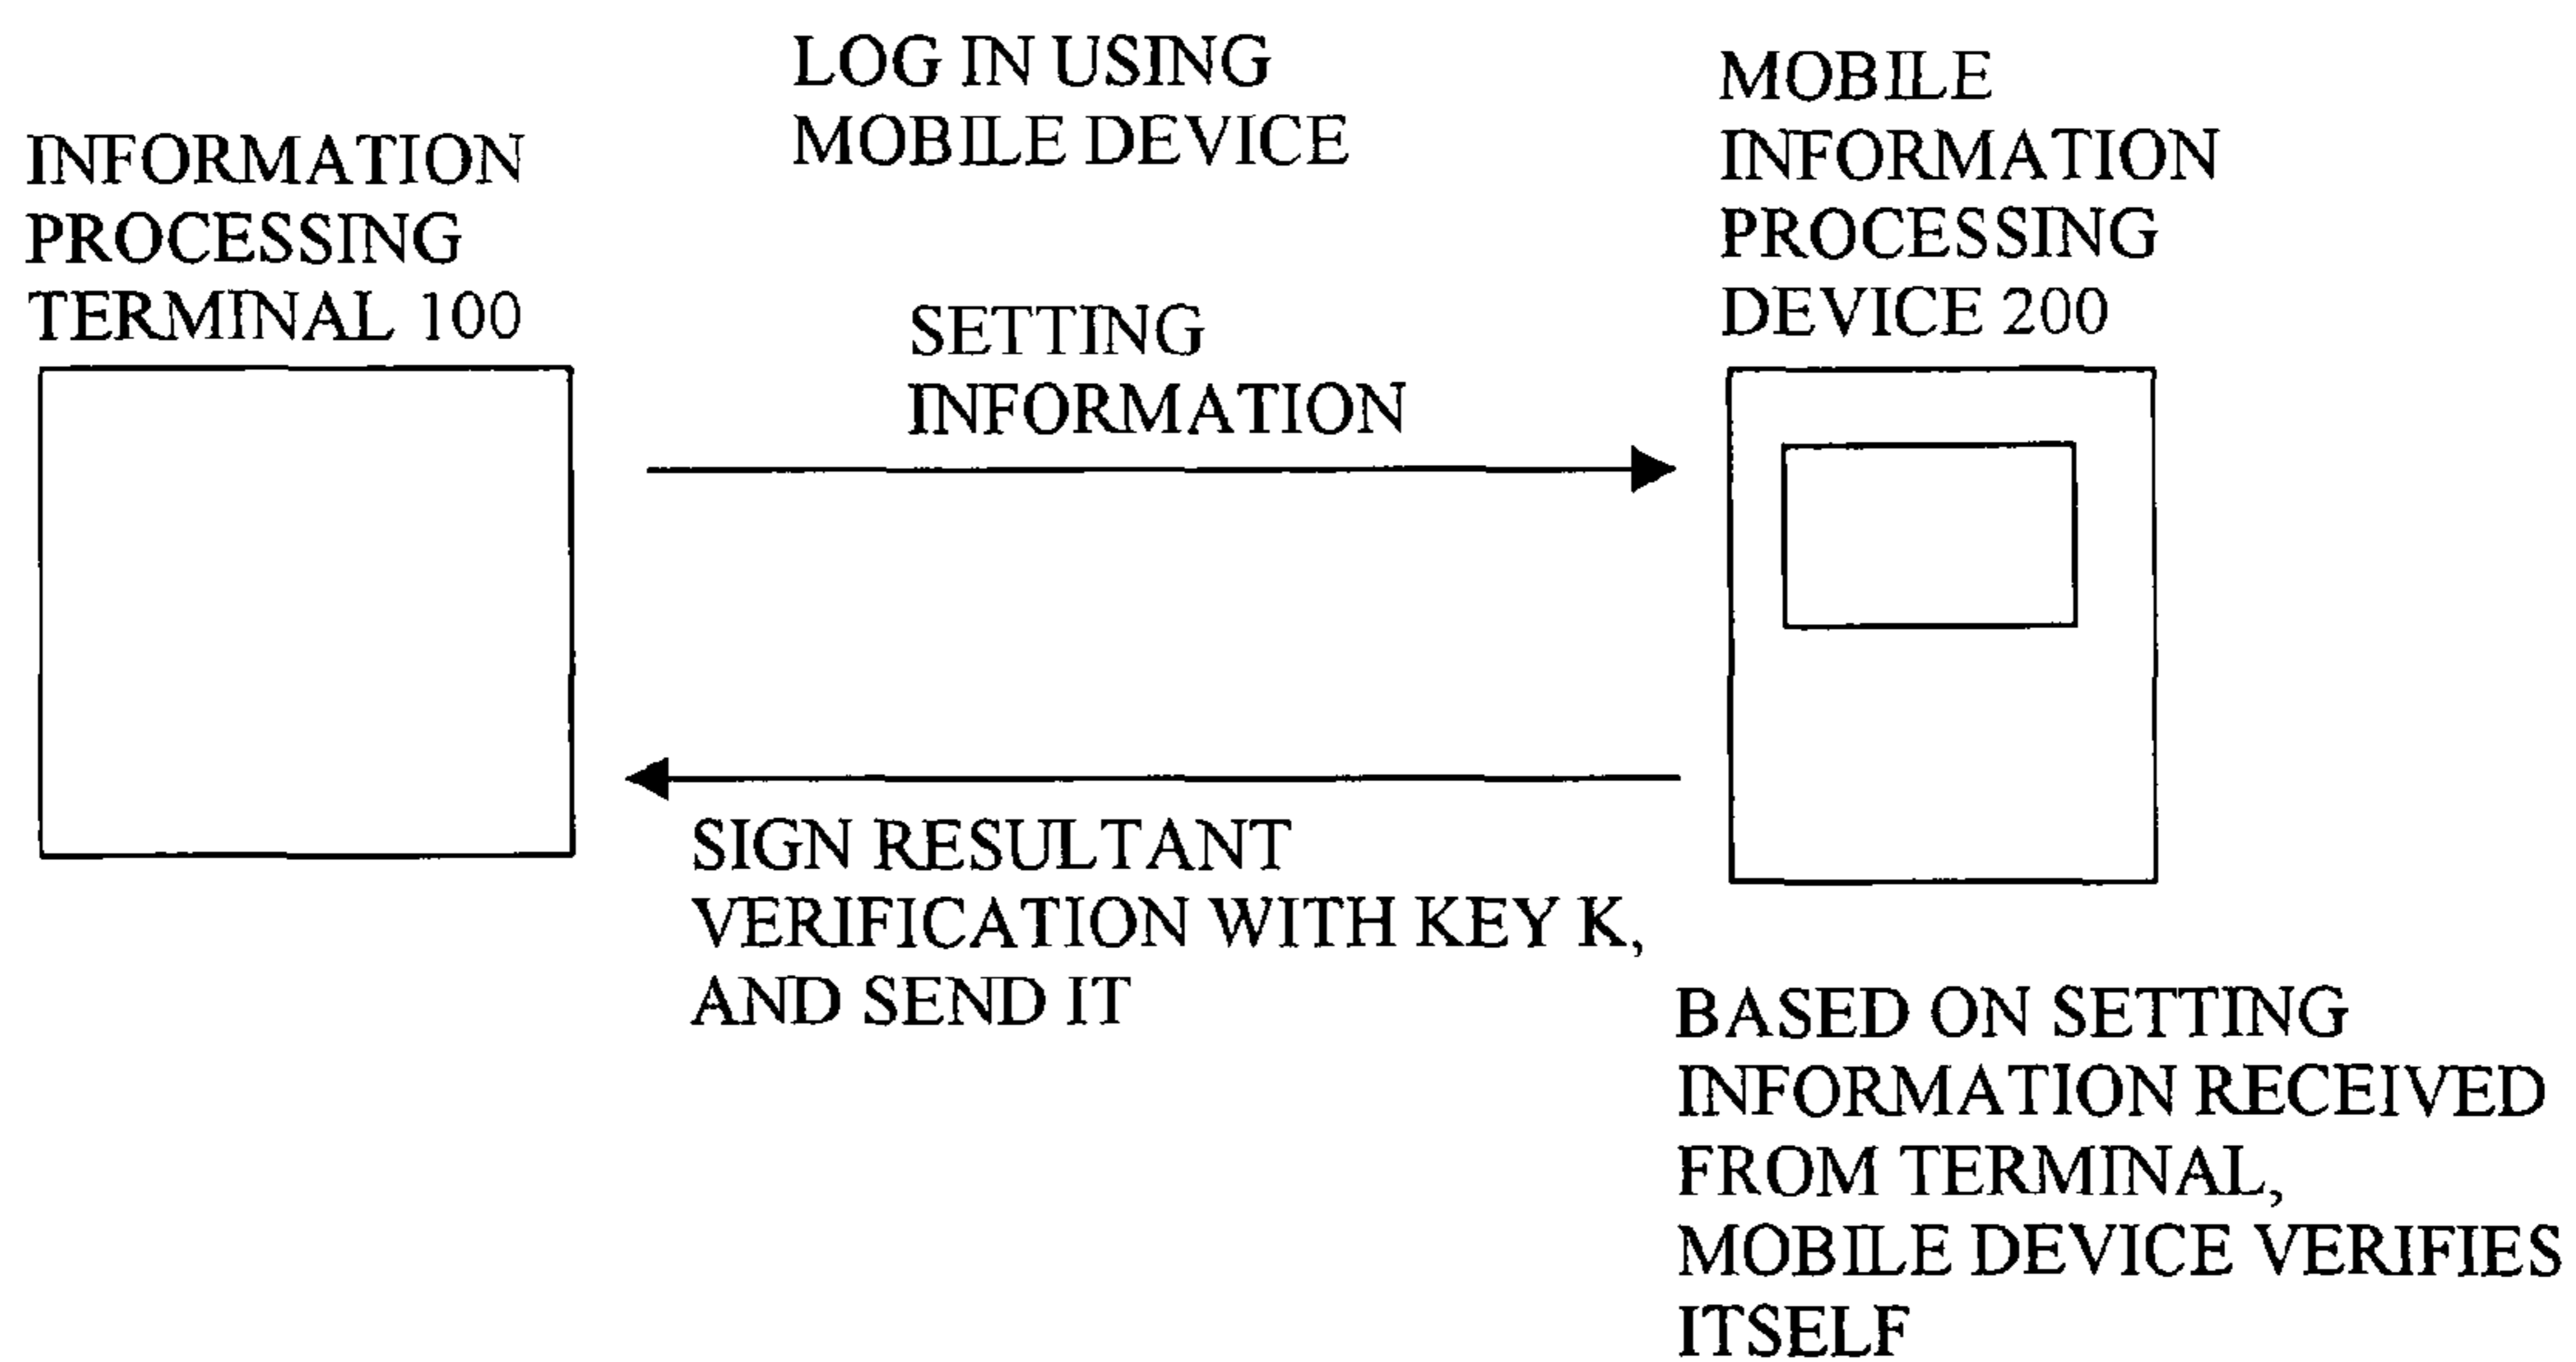 LOG IN USING
MOBILE DEVICE
INFORMATION
PROCESSING
TERMINAL 100
MOBILE
INFORMATION
PROCESSING
DEVICE 200
SETTING
INFORMATION
SIGN RESULTANT
VERIFICATION WITH KEY K,
AND SEND IT
BASED ON SETTING
INFORMATION RECEIVED
FROM TERMINAL,
MOBILE DEVICE VERIFIES
ITSELF